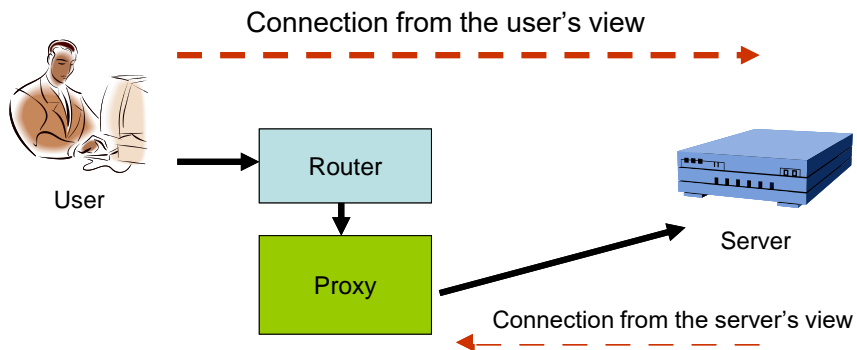 Connection from the user’s view
Router
User
Server
Proxy
Connection from the server’s view